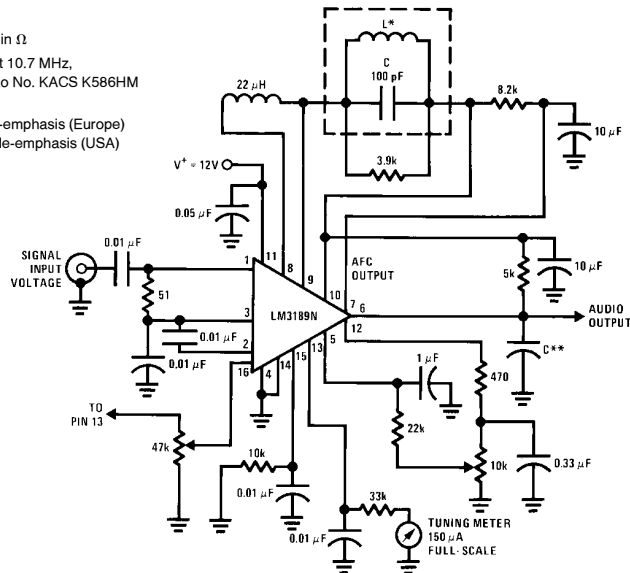 in Ω
t 10.7 MHz,
o No. KACS K586HM
-emphasis (Europe)
de-emphasis (USA)
L*
C
100 pF
22 μH
8.2k
10 μF
3.9k
V+ = 12V
0.05 μF
0.01 μF
SIGNAL
INPUT
VOLTAGE
51
1
11
8
9
10
7
6
AFC
OUTPUT
5k
10 μF
LM3189N
AUDIO
OUTPUT
3
2
16
4
14
15
13
5
12
0.01 μF
0.01 μF
C**
1 μF
470
TO
PIN 13
47k
10k
0.01 μF
22k
10k
0.33 μF
33k
0.01 μF
TUNING METER
150 μA
FULL-SCALE